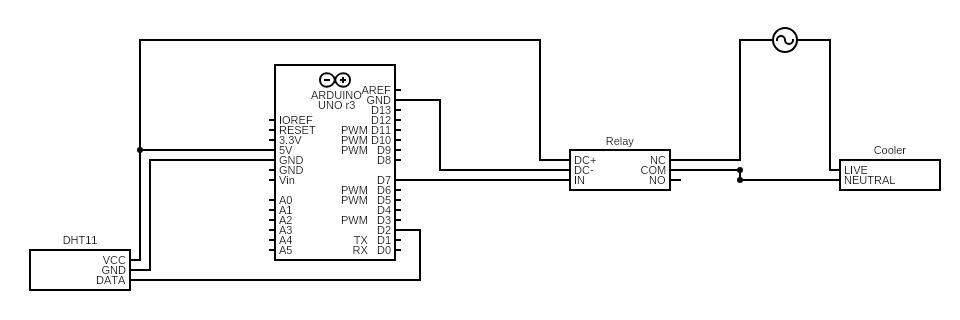 AREF
ARDUINO
GND
UNO r3
D13
IOREF
D12
RESET
PWM D11
3.3V
PWM D10
5V
PWM D9
GND
D8
GND
Vin
D7
PWM D6
A0
PWM D5
A1
D4
A2
PWM D3
A3
D2
A4
TX D1
A5
RX D0
Relay
DC+ NC
DC- COM
IN NO
Cooler
LIVE
NEUTRAL
DHT11
VCC
GND
DATA